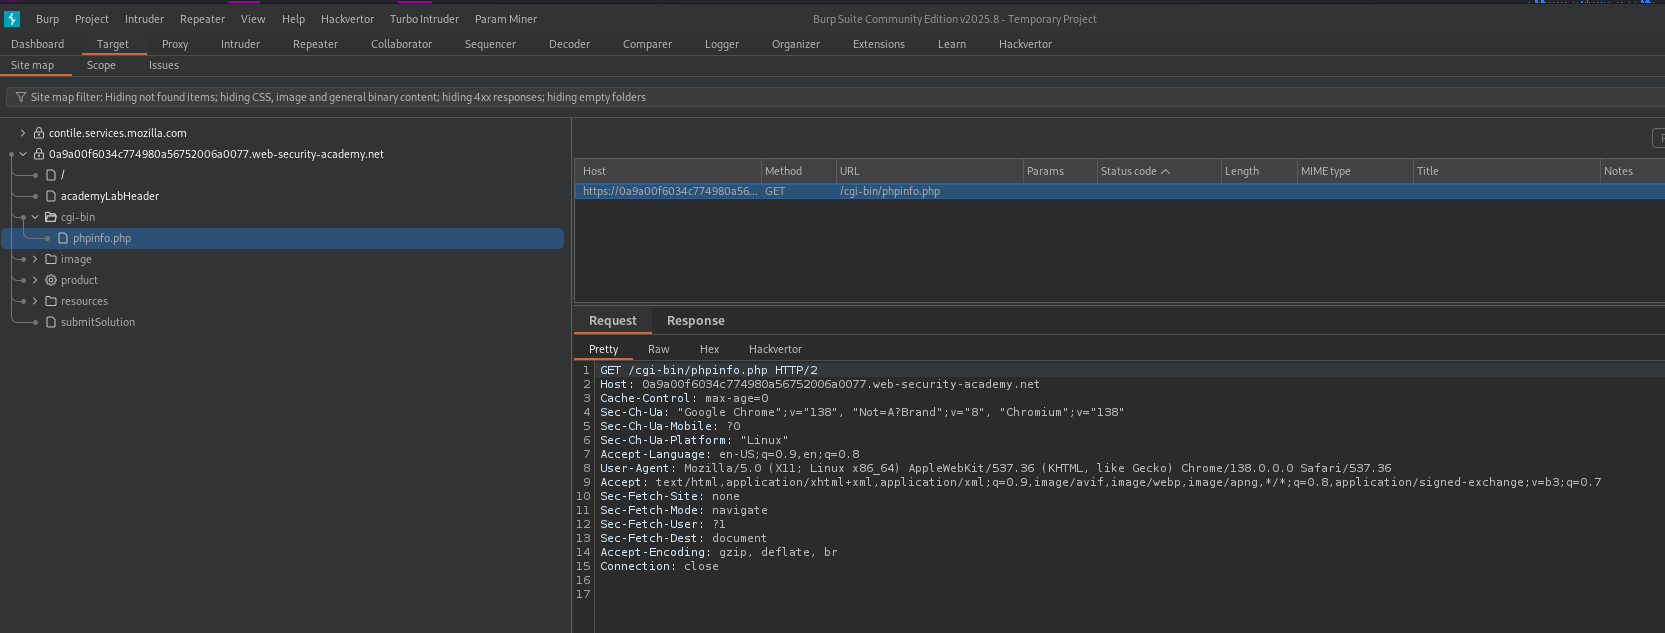 Burp Project Intruder Repeater View Help Hackvertor Turbo Intruder Param Miner Burp Suite Community Edition v2025.8 - Temporary Project
Dashboard Target Proxy Intruder Repeater Collaborator Sequencer Decoder Comparer Logger Organizer Extensions Learn Hackvertor
Site map Scope Issues
Site map filter: Hiding not found items; hiding CSS, image and general binary content; hiding 4xx responses; hiding empty folders
contile.services.mozilla.com
0a9a00f6034c774980a56752006a0077.web-security-academy.net
/
academyLabHeader
cgi-bin
phpinfo.php
image
product
resources
submitSolution
Host Method URL Params Status code Length MIME type Title Notes
https://0a9a00f6034c774980a56... GET /cgi-bin/phpinfo.php
Request Response
Pretty Raw Hex Hackvertor
1 GET /cgi-bin/phpinfo.php HTTP/2
2 Host: 0a9a00f6034c774980a56752006a0077.web-security-academy.net
3 Cache-Control: max-age=0
4 Sec-Ch-Ua: "Google Chrome";v="138", "Not=A?Brand";v="8", "Chromium";v="138"
5 Sec-Ch-Ua-Mobile: ?0
6 Sec-Ch-Ua-Platform: "Linux"
7 Accept-Language: en-US;q=0.9,en;q=0.8
8 User-Agent: Mozilla/5.0 (X11; Linux x86_64) AppleWebKit/537.36 (KHTML, like Gecko) Chrome/138.0.0.0 Safari/537.36
9 Accept: text/html,application/xhtml+xml,application/xml;q=0.9,image/avif,image/webp,image/apng,*/*;q=0.8,application/signed-exchange;v=b3;q=0.7
10 Sec-Fetch-Site: none
11 Sec-Fetch-Mode: navigate
12 Sec-Fetch-User: ?1
13 Sec-Fetch-Dest: document
14 Accept-Encoding: gzip, deflate, br
15 Connection: close
16
17